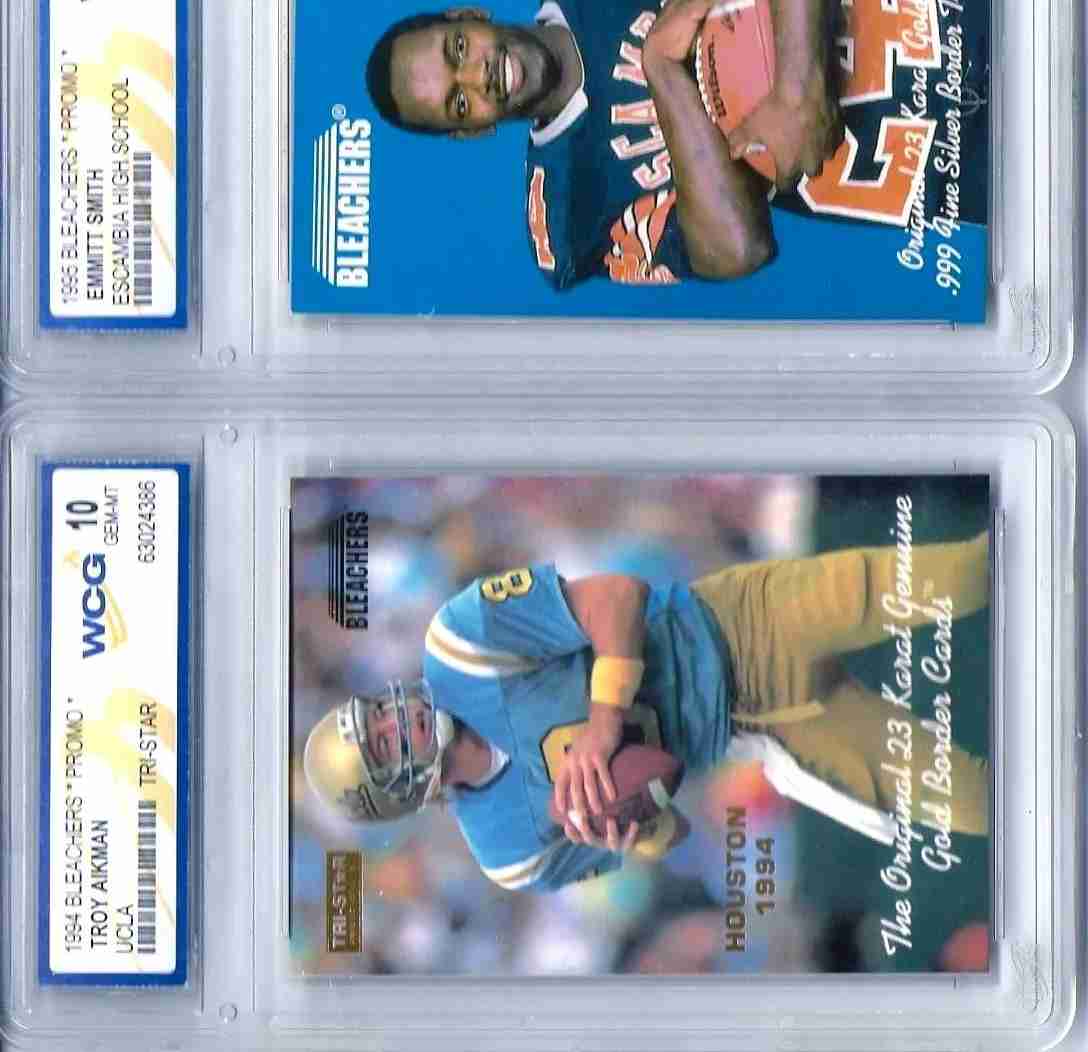 1995 BLEACHERS " PROMO "
EMMITT SMITH
ESCAMBIA HIGH SCHOOL
BLEACHERS®
Original 23 Karat Gold
.999 Fine Silver Border
1994 BLEACHERS " PROMO "
TROY AIKMAN
UCLA
TRI-STAR
WCG
10
GEM-MT
63024386
BLEACHERS
8
TRI-STAR
HOUSTON
1994
The Original 23 Karat Genuine
Gold Border Cards™